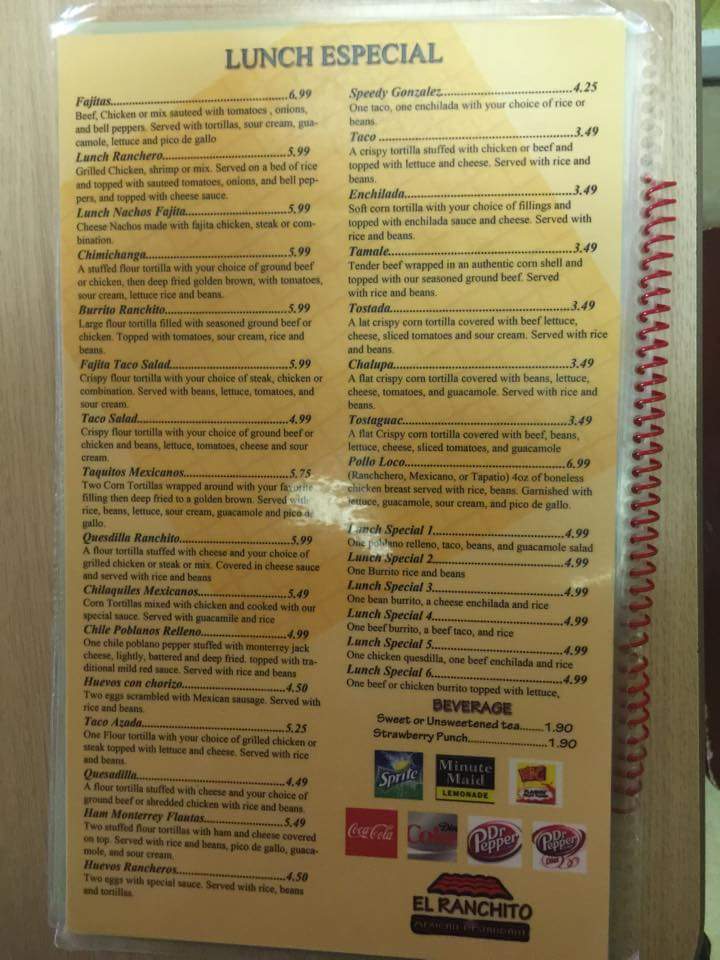 LUNCH ESPECIAL
Fajitas.....6.99
Beef, Chicken or mix sauteed with tomatoes , onions,
and bell peppers. Served with tortillas, sour cream, gua-
camole, lettuce and pico de gallo
Lunch Ranchero.....5.99
Grilled Chicken, shrimp or mix. Served on a bed of rice
and topped with sauteed tomatoes, onions, and bell pep-
pers, and topped with cheese sauce.
Lunch Nachos Fajita.....5.99
Cheese Nachos made with fajita chicken, steak or com-
bination.
Chimichanga.....5.99
A stuffed flour tortilla with your choice of ground beef
or chicken, then deep fried golden brown, with tomatoes,
sour cream, lettuce rice and beans.
Burrito Ranchito.....5.99
Large flour tortilla filled with seasoned ground beef or
chicken. Topped with tomatoes, sour cream, rice and
beans.
Fajita Taco Salad.....5.99
Crispy flour tortilla with your choice of steak, chicken or
combination. Served with beans, lettuce, tomatoes, and
sour cream.
Taco Salad.....4.99
Crispy flour tortilla with your choice of ground beef or
chicken and beans, lettuce, tomatoes, cheese and sour
cream.
Taquitos Mexicanos.....5.75
Two Corn Tortillas wrapped around with your favorite
filling then deep fried to a golden brown. Served with
rice, beans, lettuce, sour cream, guacamole and pico de
gallo.
Quesdilla Ranchito.....5.99
A flour tortilla stuffed with cheese and your choice of
grilled chicken or steak or mix. Covered in cheese sauce
and served with rice and beans
Chilaquiles Mexicanos.....5.49
Corn Tortillas mixed with chicken and cooked with our
special sauce. Served with guacamile and rice
Chile Poblanos Relleno.....4.99
One chile poblano pepper stuffed with monterrey jack
cheese, lightly, battered and deep fried. topped with tra-
ditional mild red sauce. Served with rice and beans
Huevos con chorizo.....4.50
Two eggs scrambled with Mexican sausage. Served with
rice and beans.
Taco Azada.....5.25
One Flour tortilla with your choice of grilled chicken or
steak topped with lettuce and cheese. Served with rice
and beans.
Quesadilla.....4.49
A flour tortilla stuffed with cheese and your choice of
ground beef or shredded chicken with rice and beans.
Ham Monterrey Flautas.....5.49
Two stuffed flour tortillas with ham and cheese covered
on top. Served with rice and beans, pico de gallo, guaca-
mole, and sour cream.
Huevos Rancheros.....4.50
Two eggs with special sauce. Served with rice, beans
and tortillas.
Speedy Gonzalez.....4.25
One taco, one enchilada with your choice of rice or
beans.
Taco.....3.49
A crispy tortilla stuffed with chicken or beef and
topped with lettuce and cheese. Served with rice and
beans.
Enchilada.....3.49
Soft corn tortilla with your choice of fillings and
topped with enchilada sauce and cheese. Served with
rice and beans.
Tamale.....3.49
Tender beef wrapped in an authentic corn shell and
topped with our seasoned ground beef. Served
with rice and beans.
Tostada.....3.49
A lat crispy corn tortilla covered with beef lettuce,
cheese, sliced tomatoes and sour cream. Served with rice
and beans.
Chalupa.....3.49
A flat crispy corn tortilla covered with beans, lettuce,
cheese, tomatoes, and guacamole. Served with rice and
beans.
Tostaguac.....3.49
A flat Crispy corn tortilla covered with beef, beans,
lettuce, cheese, sliced tomatoes, and guacamole
Pollo Loco.....6.99
(Ranchchero, Mexicano, or Tapatio) 4oz of boneless
chicken breast served with rice, beans. Garnished with
lettuce, guacamole, sour cream, and pico de gallo.
Lunch Special 1.....4.99
One poblano relleno, taco, beans, and guacamole salad
Lunch Special 2.....4.99
One Burrito rice and beans
Lunch Special 3.....4.99
One bean burrito, a cheese enchilada and rice
Lunch Special 4.....4.99
One beef burrito, a beef taco, and rice
Lunch Special 5.....4.99
One chicken quesdilla, one beef enchilada and rice
Lunch Special 6.....4.99
One beef or chicken burrito topped with lettuce,
BEVERAGE
Sweet or Unsweetened tea.....1.90
Strawberry Punch.....1.90
Sprite
Minute
Maid
LEMONADE
Coca-Cola
Diet
Coke
Dr
Pepper
Dr
Pepper
EL RANCHITO